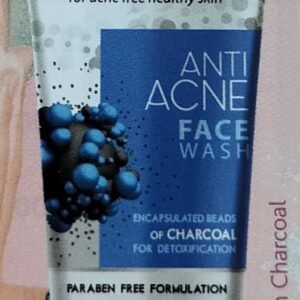 for acne free healthy skin
ANTI
ACNE
FACE
WASH
ENCAPSULATED BEADS
OF CHARCOAL
FOR DETOXIFICATION
PARABEN FREE FORMULATION
Charcoal